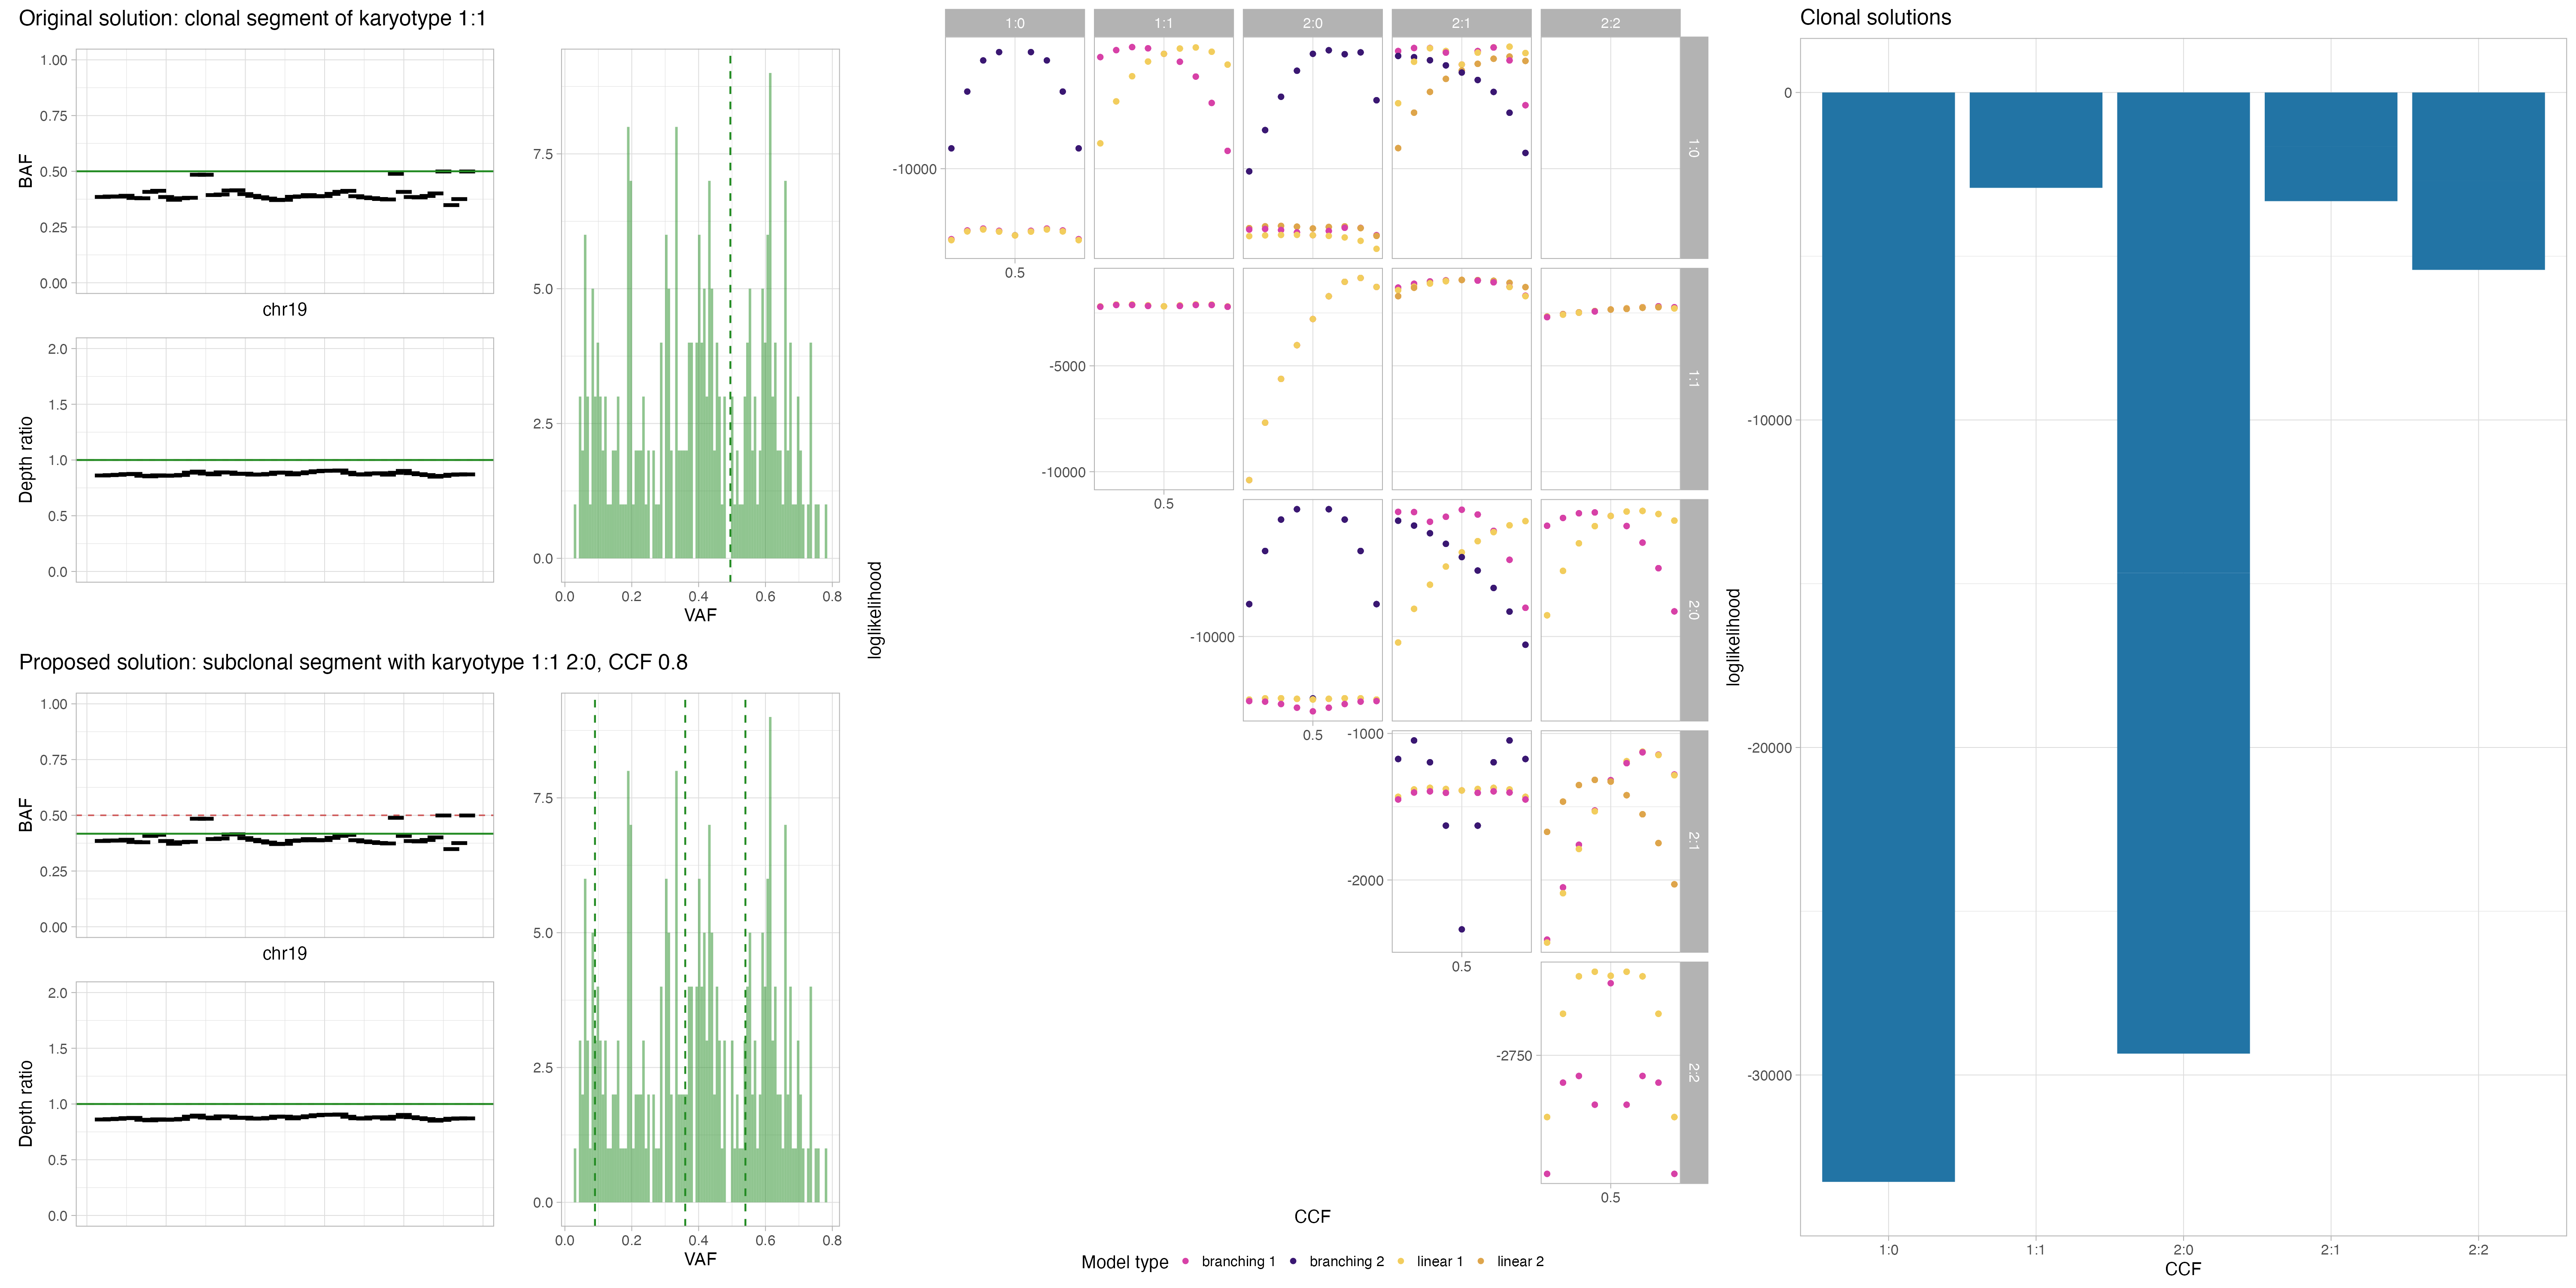 Original solution: clonal segment of karyotype 1:1
1.00
0.75
0.50
0.25
0.00
BAF
chr19
2.0
1.5
1.0
0.5
0.0
Depth ratio
7.5
5.0
2.5
0.0
0.0 0.2 0.4 0.6 0.8
VAF
Proposed solution: subclonal segment with karyotype 1:1 2:0, CCF 0.8
1.00
0.75
0.50
0.25
0.00
BAF
chr19
2.0
1.5
1.0
0.5
0.0
Depth ratio
7.5
5.0
2.5
0.0
0.0 0.2 0.4 0.6 0.8
VAF
loglikelihood
1:0 1:1 2:0 2:1 2:2
-10000
1:0
0.5
-5000
-10000
1:1
0.5
-10000
2:0
0.5
-1000
-2000
2:1
0.5
-2750
2:2
0.5
CCF
Model type branching 1 branching 2 linear 1 linear 2
Clonal solutions
0
-10000
-20000
-30000
loglikelihood
1:0 1:1 2:0 2:1 2:2
CCF